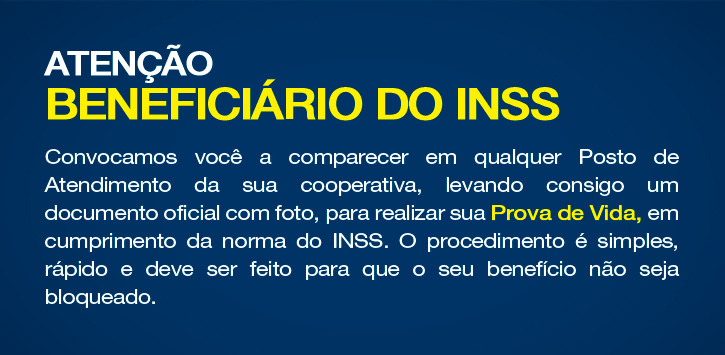 ATENÇÃO
BENEFICIÁRIO DO INSS
Convocamos você a comparecer em qualquer Posto de
Atendimento da sua cooperativa, levando consigo um
documento oficial com foto, para realizar sua Prova de Vida, em
cumprimento da norma do INSS. O procedimento é simples,
rápido e deve ser feito para que o seu benefício não seja
bloqueado.